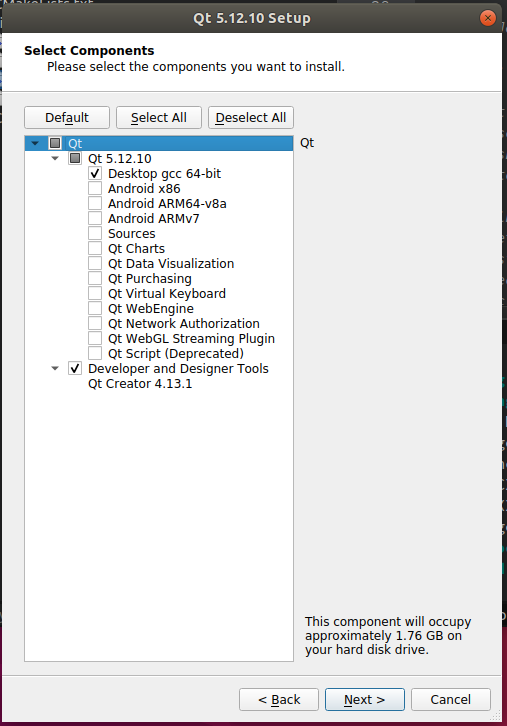 Qt 5.12.10 Setup
Select Components
Please select the components you want to install.
Default
Select All
Deselect All
Qt
Qt
Qt 5.12.10
Desktop gcc 64-bit
Android x86
Android ARM64-v8a
Android ARMv7
Sources
Qt Charts
Qt Data Visualization
Qt Purchasing
Qt Virtual Keyboard
Qt WebEngine
Qt Network Authorization
Qt WebGL Streaming Plugin
Qt Script (Deprecated)
Developer and Designer Tools
Qt Creator 4.13.1
This component will occupy
approximately 1.76 GB on
your hard disk drive.
< Back
Next >
Cancel